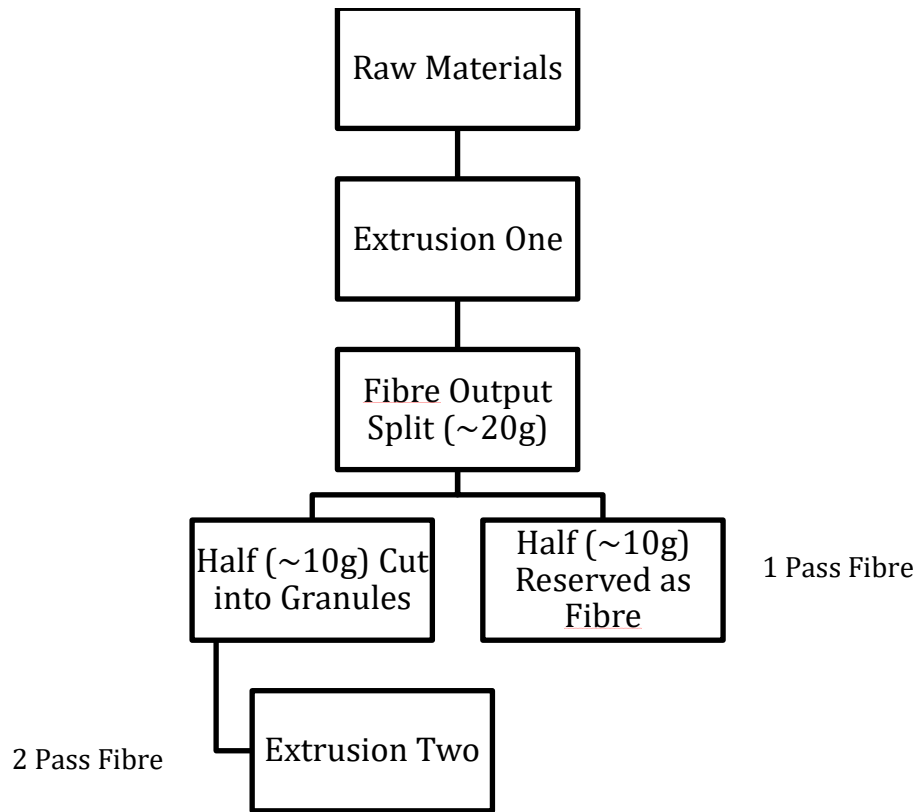 Raw Materials
Extrusion One
Fibre Output
Split (~20g)
Half (~10g) Cut
into Granules
Half (~10g)
Reserved as
Fibre
1 Pass Fibre
2 Pass Fibre
Extrusion Two